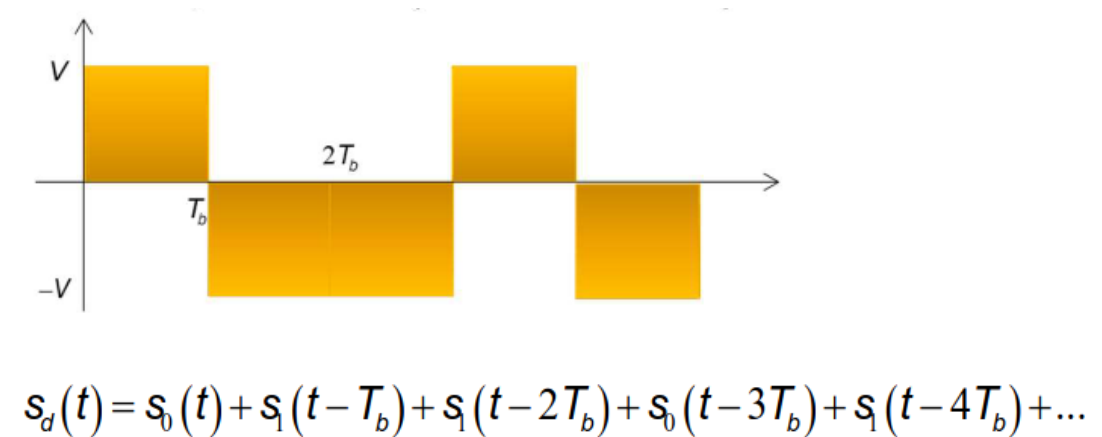 V
2T_b
T_b
−V
s_d(t) = s_0(t) + s_1(t − T_b) + s_1(t − 2T_b) + s_0(t − 3T_b) + s_1(t − 4T_b) + ...